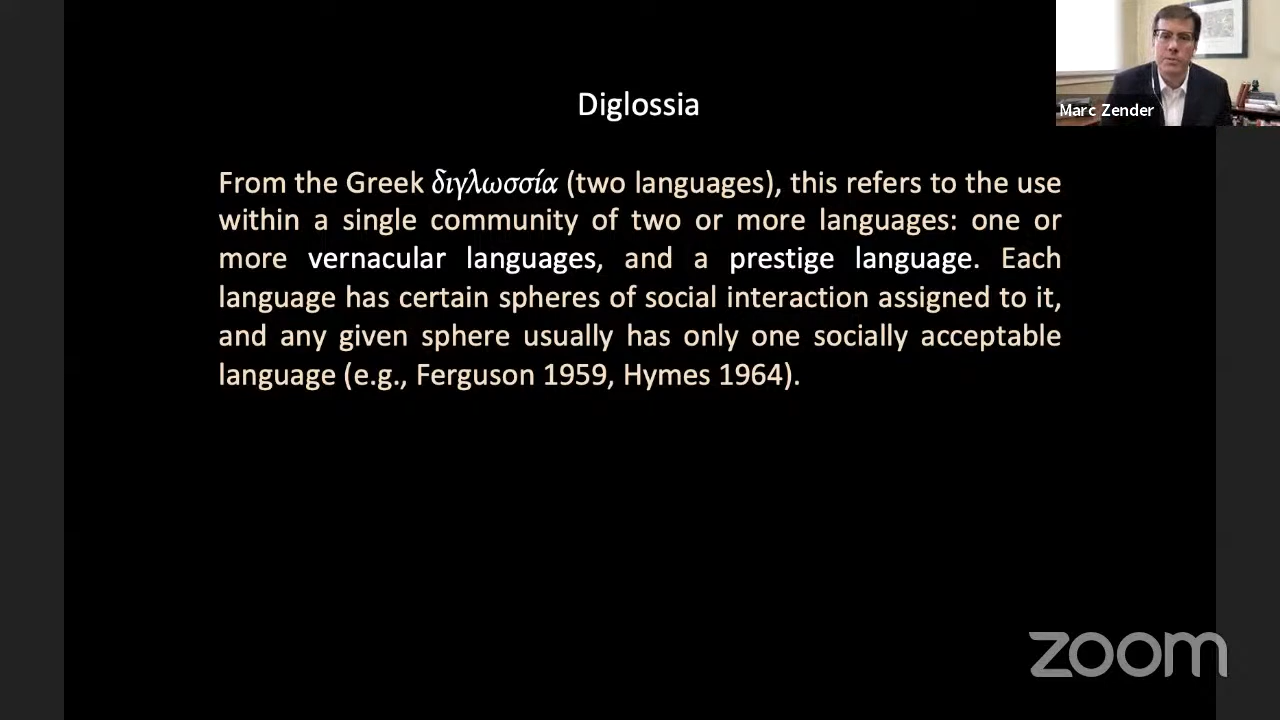 Marc Zender
Diglossia
From the Greek διγλωσσία (two languages), this refers to the use
within a single community of two or more languages: one or
more vernacular languages, and a prestige language. Each
language has certain spheres of social interaction assigned to it,
and any given sphere usually has only one socially acceptable
language (e.g., Ferguson 1959, Hymes 1964).
zoom